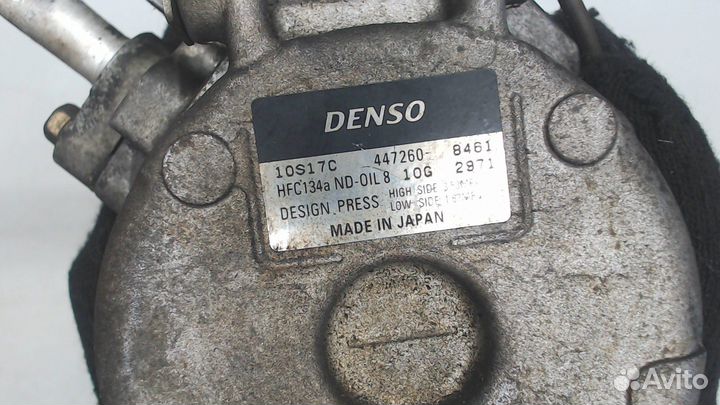 DENSO
10S17C 447260- 8461
HFC134a ND-OIL 8 10G 2971
DESIGN PRESS HIGH SIDE
LOW SIDE
MADE IN JAPAN
Avito